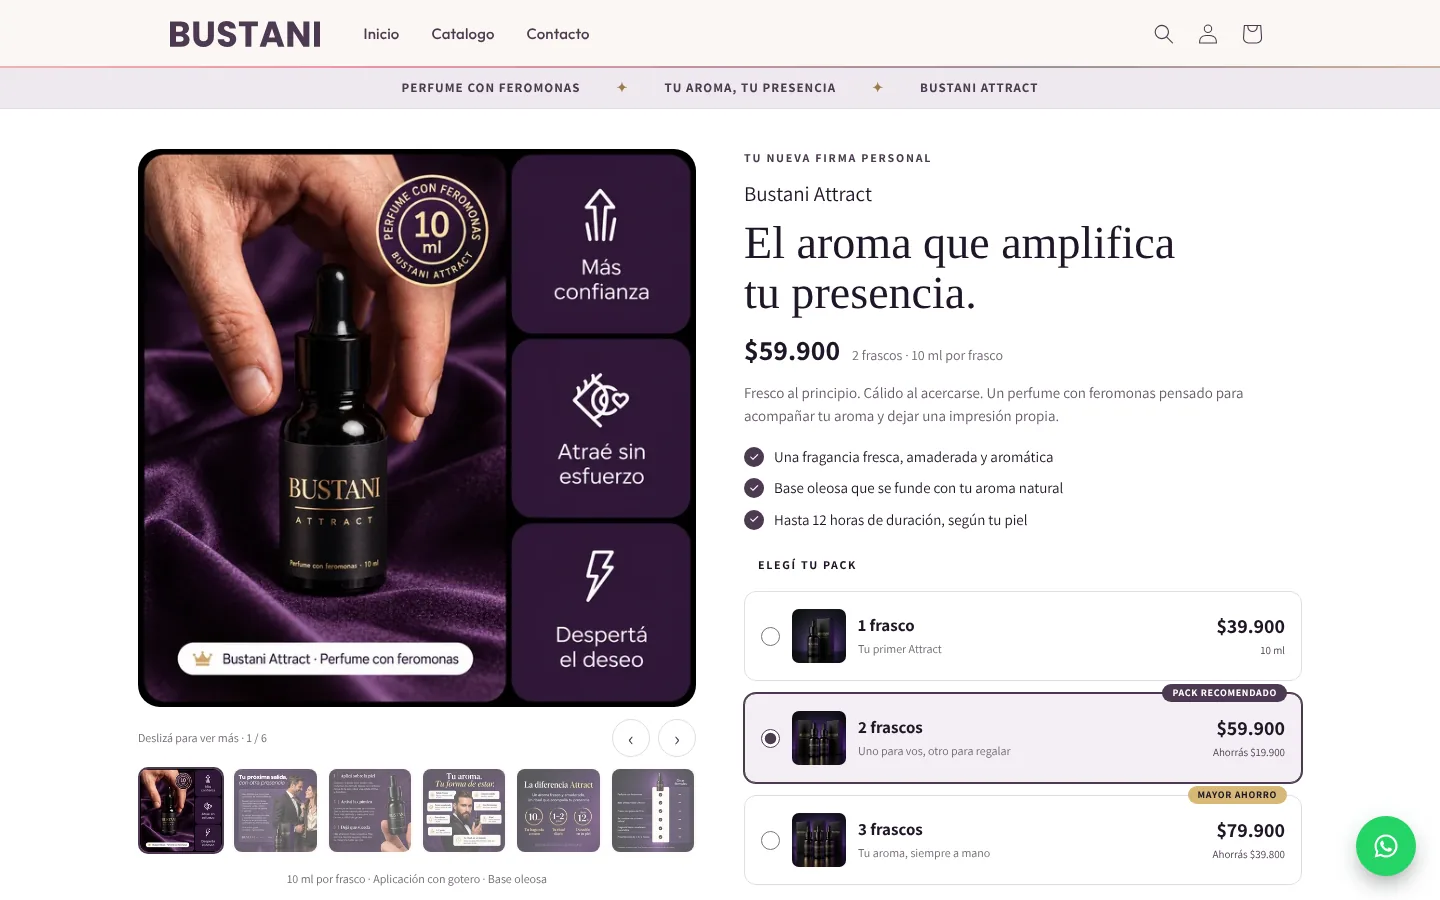 BUSTANI
Inicio
Catalogo
Contacto
PERFUME CON FEROMONAS ✦ TU AROMA, TU PRESENCIA ✦ BUSTANI ATTRACT
PERFUME CON FEROMONAS
10
ml
BUSTANI ATTRACT
Más
confianza
Atraé sin
esfuerzo
Despertá
el deseo
BUSTANI
ATTRACT
Perfume con feromonas · 10 ml
Bustani Attract · Perfume con feromonas
Deslizá para ver más · 1 / 6
‹ ›
Tu próxima salida,
con otra presencia
Tu aroma.
Tu forma de estar.
La diferencia Attract
10 ml por frasco · Aplicación con gotero · Base oleosa
TU NUEVA FIRMA PERSONAL
Bustani Attract
El aroma que amplifica
tu presencia.
$59.900 2 frascos · 10 ml por frasco
Fresco al principio. Cálido al acercarse. Un perfume con feromonas pensado para
acompañar tu aroma y dejar una impresión propia.
Una fragancia fresca, amaderada y aromática
Base oleosa que se funde con tu aroma natural
Hasta 12 horas de duración, según tu piel
ELEGÍ TU PACK
1 frasco
Tu primer Attract
$39.900
10 ml
PACK RECOMENDADO
2 frascos
Uno para vos, otro para regalar
$59.900
Ahorrás $19.900
MAYOR AHORRO
3 frascos
Tu aroma, siempre a mano
$79.900
Ahorrás $39.800